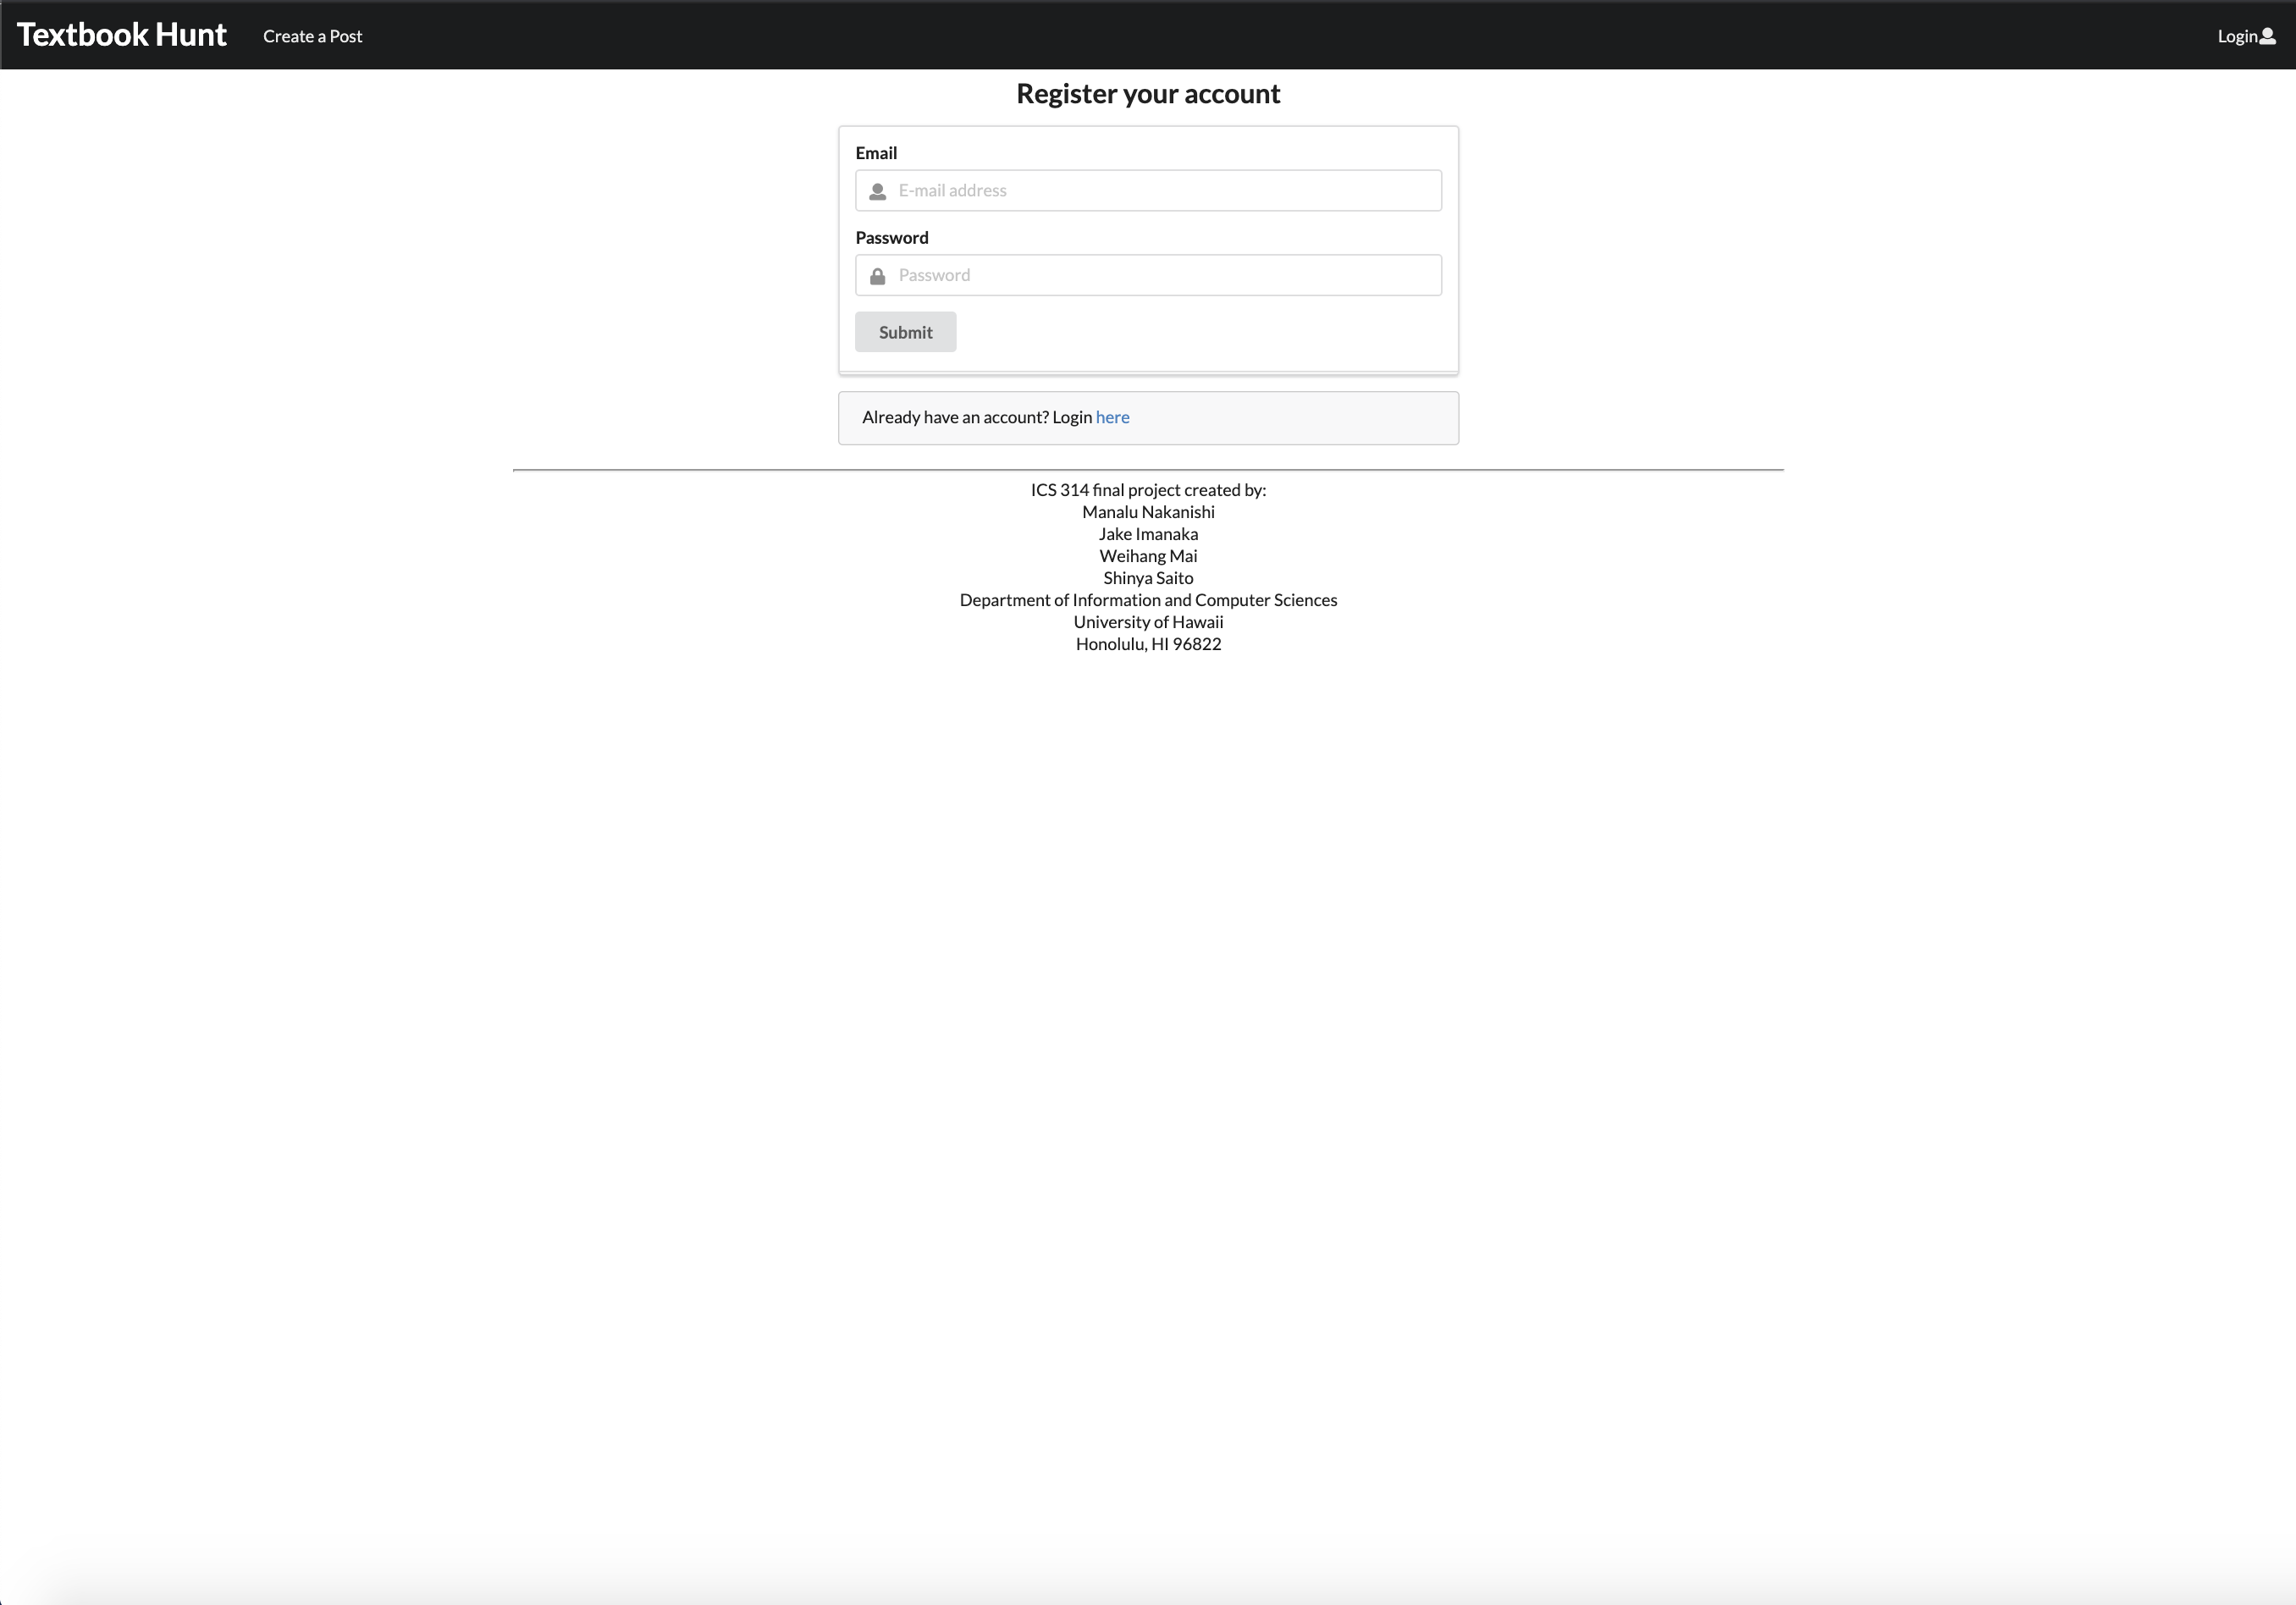 Textbook Hunt Create a Post Login
Register your account
Email
E-mail address
Password
Password
Submit
Already have an account? Login here
ICS 314 final project created by:
Manalu Nakanishi
Jake Imanaka
Weihang Mai
Shinya Saito
Department of Information and Computer Sciences
University of Hawaii
Honolulu, HI 96822